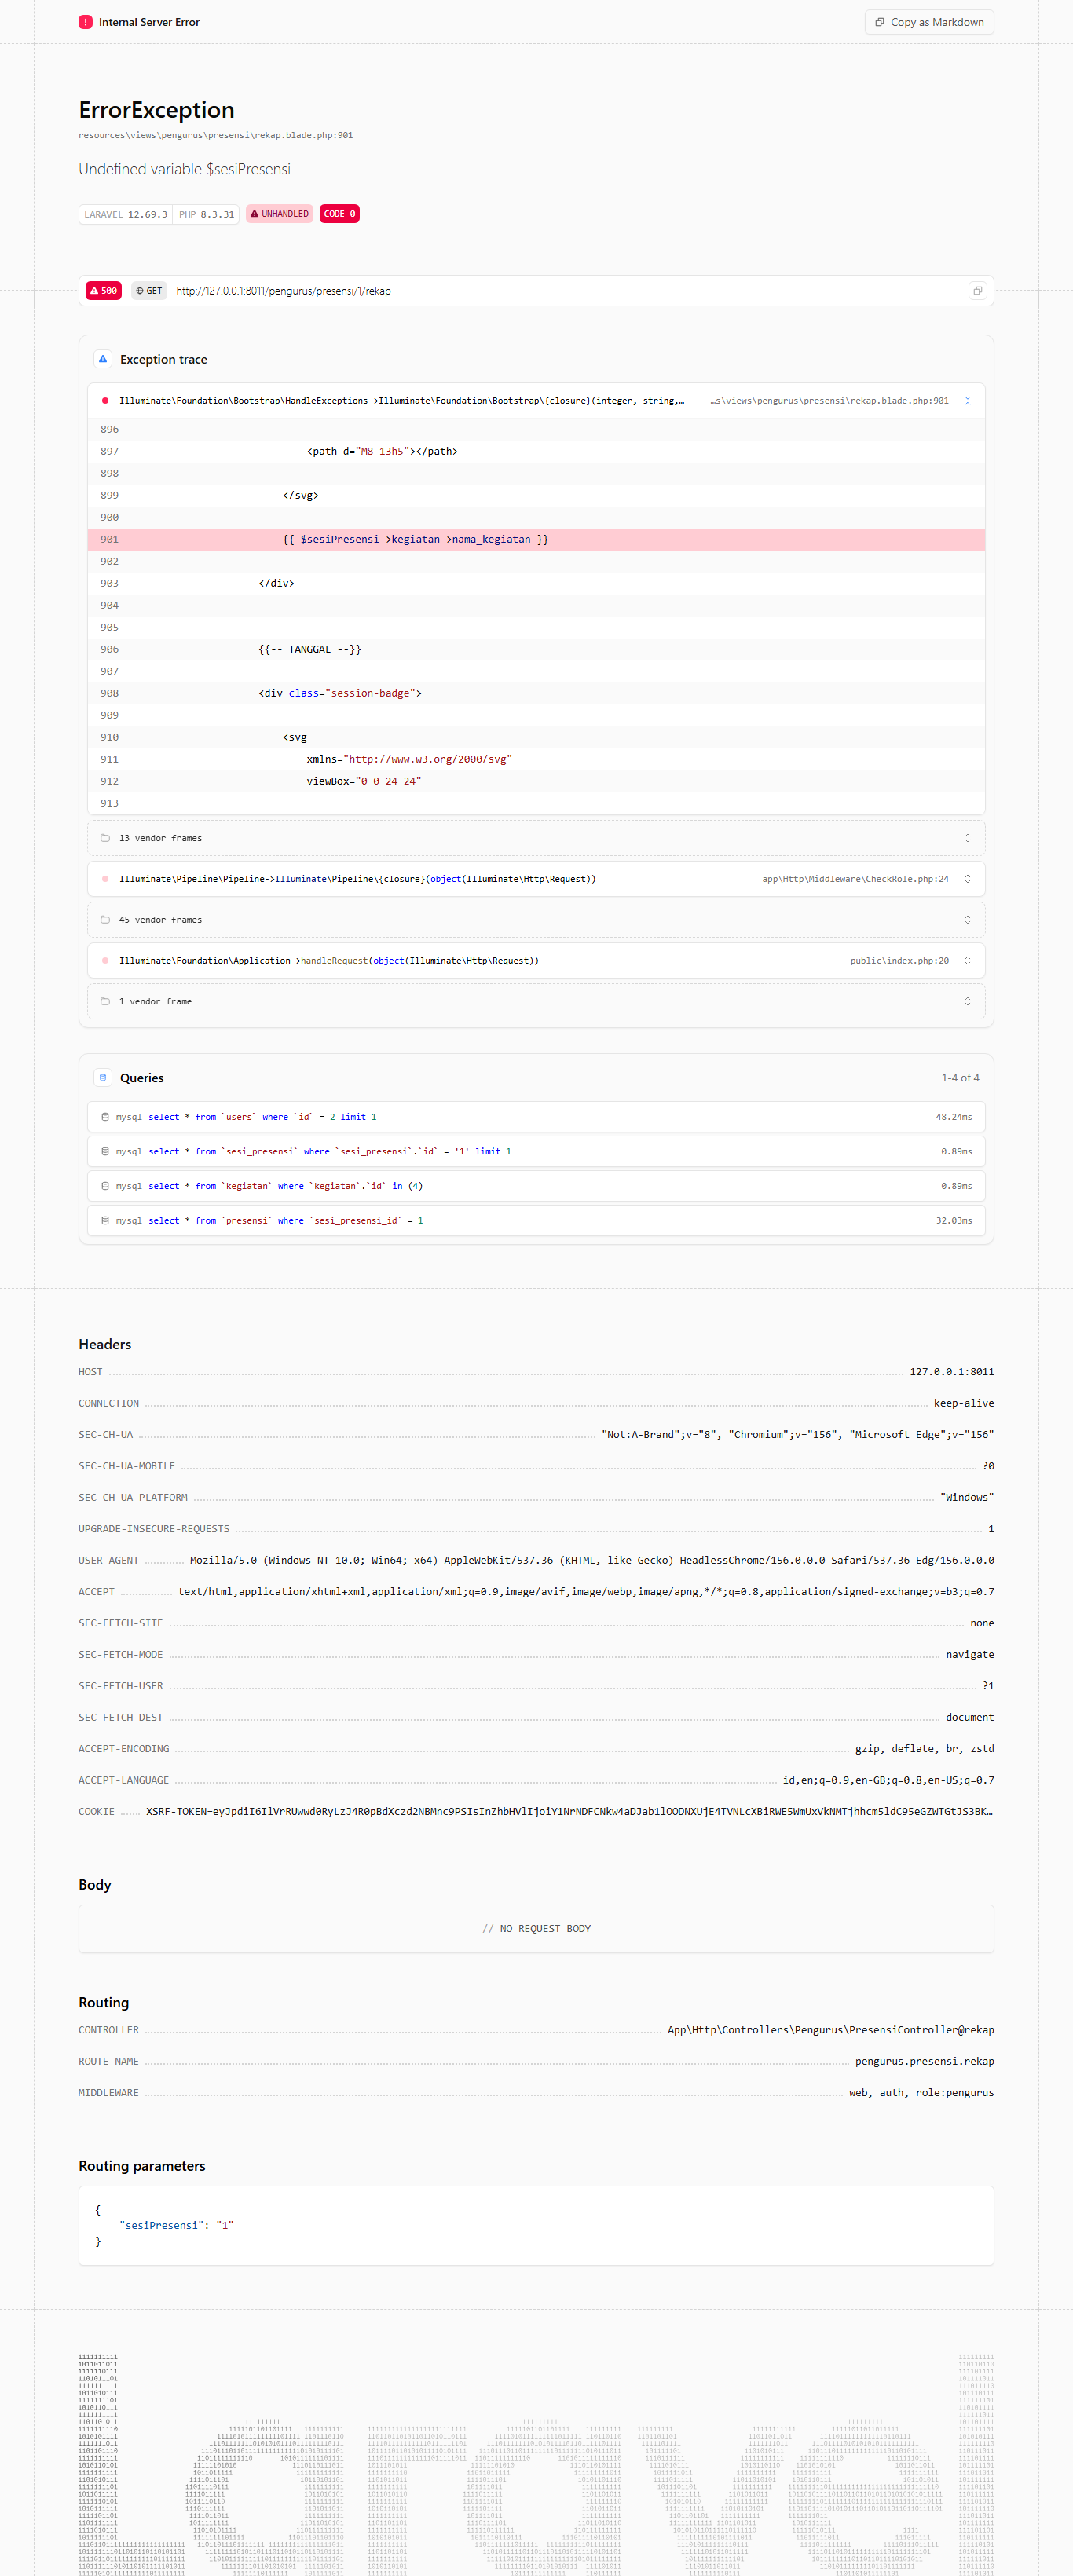 Internal Server Error
Copy as Markdown
ErrorException
resources\views\pengurus\presensi\rekap.blade.php:901
Undefined variable $sesiPresensi
LARAVEL 12.69.3 PHP 8.3.31 UNHANDLED CODE 0
500 GET http://127.0.0.1:8011/pengurus/presensi/1/rekap
Exception trace
Illuminate\Foundation\Bootstrap\HandleExceptions->Illuminate\Foundation\Bootstrap\{closure}(integer, string,… …s\views\pengurus\presensi\rekap.blade.php:901
896
897 <path d="M8 13h5"></path>
898
899 </svg>
900
901 {{ $sesiPresensi->kegiatan->nama_kegiatan }}
902
903 </div>
904
905
906 {{-- TANGGAL --}}
907
908 <div class="session-badge">
909
910 <svg
911 xmlns="http://www.w3.org/2000/svg"
912 viewBox="0 0 24 24"
913
13 vendor frames
Illuminate\Pipeline\Pipeline->Illuminate\Pipeline\{closure}(object(Illuminate\Http\Request)) app\Http\Middleware\CheckRole.php:24
45 vendor frames
Illuminate\Foundation\Application->handleRequest(object(Illuminate\Http\Request)) public\index.php:20
1 vendor frame
Queries 1-4 of 4
mysql select * from `users` where `id` = 2 limit 1 48.24ms
mysql select * from `sesi_presensi` where `sesi_presensi`.`id` = '1' limit 1 0.89ms
mysql select * from `kegiatan` where `kegiatan`.`id` in (4) 0.89ms
mysql select * from `presensi` where `sesi_presensi_id` = 1 32.03ms
Headers
HOST 127.0.0.1:8011
CONNECTION keep-alive
SEC-CH-UA "Not:A-Brand";v="8", "Chromium";v="156", "Microsoft Edge";v="156"
SEC-CH-UA-MOBILE ?0
SEC-CH-UA-PLATFORM "Windows"
UPGRADE-INSECURE-REQUESTS 1
USER-AGENT Mozilla/5.0 (Windows NT 10.0; Win64; x64) AppleWebKit/537.36 (KHTML, like Gecko) HeadlessChrome/156.0.0.0 Safari/537.36 Edg/156.0.0.0
ACCEPT text/html,application/xhtml+xml,application/xml;q=0.9,image/avif,image/webp,image/apng,*/*;q=0.8,application/signed-exchange;v=b3;q=0.7
SEC-FETCH-SITE none
SEC-FETCH-MODE navigate
SEC-FETCH-USER ?1
SEC-FETCH-DEST document
ACCEPT-ENCODING gzip, deflate, br, zstd
ACCEPT-LANGUAGE id,en;q=0.9,en-GB;q=0.8,en-US;q=0.7
COOKIE
Body
// NO REQUEST BODY
Routing
CONTROLLER App\Http\Controllers\Pengurus\PresensiController@rekap
ROUTE NAME pengurus.presensi.rekap
MIDDLEWARE web, auth, role:pengurus
Routing parameters
{
"sesiPresensi": "1"
}